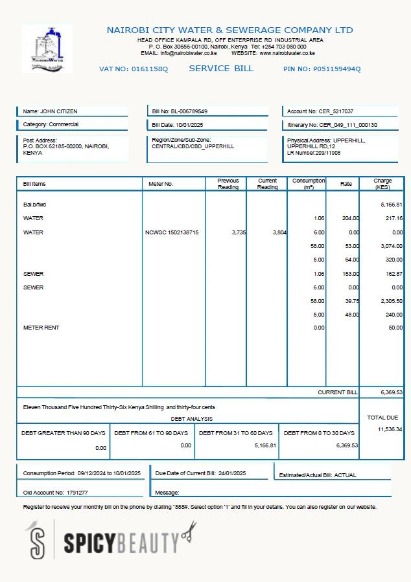 NAIROBI CITY WATER & SEWERAGE COMPANY LTD
HEAD OFFICE KAMPALA RD, OFF ENTERPRISE RD INDUSTRIAL AREA
P. O. Box 30656-00100, Nairobi, Kenya Tel: +254 703 080 000
EMAIL: info@nairobiwater.co.ke WEBSITE: www.nairobiwater.co.ke
VAT NO: 0161158Q SERVICE BILL PIN NO: P051159494Q
Name: JOHN CITIZEN Bill No: BL-006709549 Account No: CER_5217037
Category: Commercial Bill Date: 10/01/2025 Itinerary No: CER_049_111_000130
Post Address:
P.O. BOX 62185-00200, NAIROBI,
KENYA
Region/Zone/Sub-Zone:
CENTRAL/CBD/CBD_UPPERHILL
Physical Address: UPPERHILL,
UPPERHILL RD,12
LR Number:209/11906
Bill Items Meter No. Previous Reading Current Reading Consumption (m³) Rate Charge (KES)
Bal b/fwd 5,166.81
WATER 1.06 204.00 217.16
WATER NCWSC 1502138715 3,735 3,804 6.00 0.00 0.00
58.00 53.00 3,074.00
5.00 64.00 320.00
SEWER 1.06 153.00 162.87
SEWER 6.00 0.00 0.00
58.00 39.75 2,305.50
5.00 48.00 240.00
METER RENT 0.00 50.00
CURRENT BILL 6,369.53
Eleven Thousand Five Hundred Thirty-Six Kenya Shilling and thirty-four cents
DEBT ANALYSIS
TOTAL DUE
11,536.34
DEBT GREATER THAN 90 DAYS DEBT FROM 61 TO 90 DAYS DEBT FROM 31 TO 60 DAYS DEBT FROM 0 TO 30 DAYS
0.00 0.00 5,166.81 6,369.53
Consumption Period: 09/12/2024 to 10/01/2025 Due Date of Current Bill: 24/01/2025 Estimated/Actual Bill: ACTUAL
Old Account No: 1791277 Message:
Register to receive your monthly bill on the phone by dialling *888#. Select option '1' and fill in your details. You can also register on our website.
SPICYBEAUTY